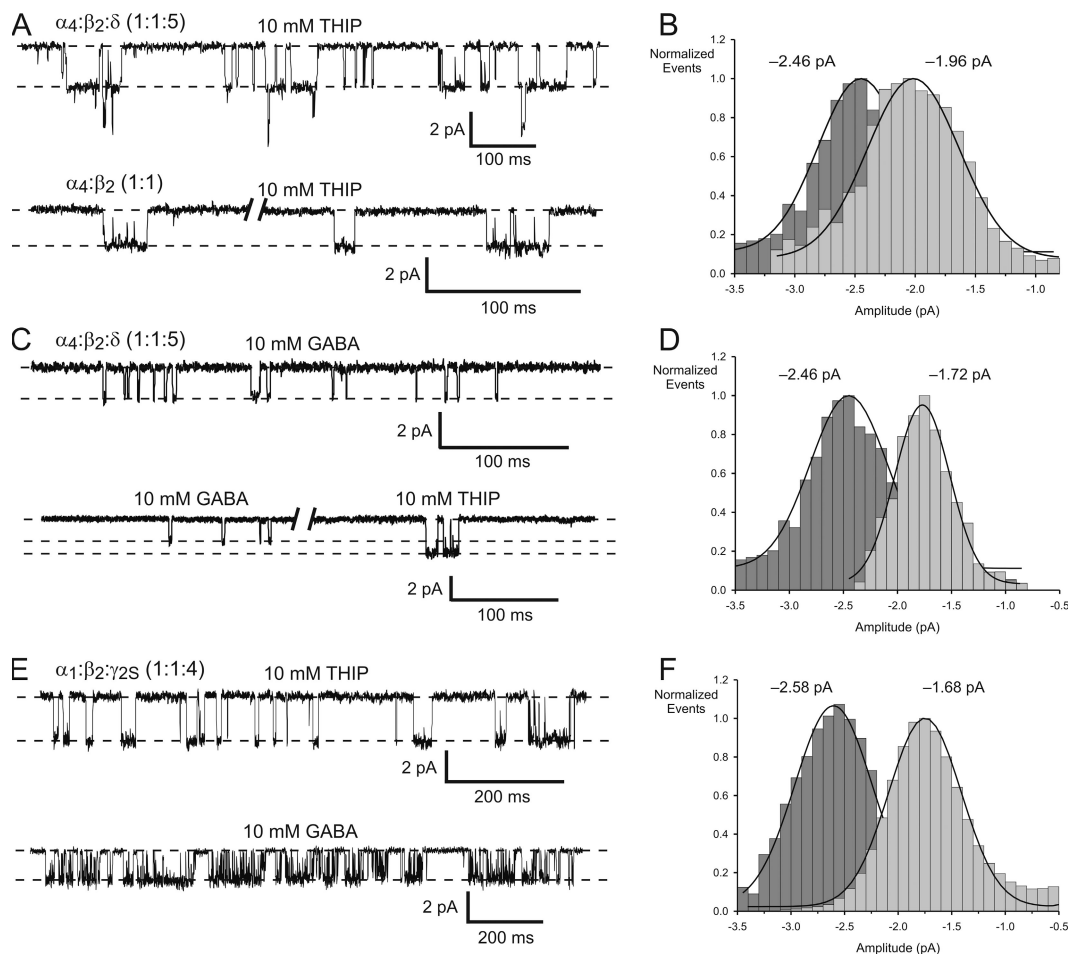 A
α4:β2:δ (1:1:5)
10 mM THIP
2 pA
100 ms
α4:β2 (1:1)
10 mM THIP
2 pA
100 ms
B
Normalized
Events
–2.46 pA
–1.96 pA
1.2
1.0
0.8
0.6
0.4
0.2
0.0
-3.5 -3.0 -2.5 -2.0 -1.5 -1.0
Amplitude (pA)
C
α4:β2:δ (1:1:5)
10 mM GABA
2 pA
100 ms
10 mM GABA
10 mM THIP
2 pA
100 ms
D
Normalized
Events
–2.46 pA
–1.72 pA
1.2
1.0
0.8
0.6
0.4
0.2
0.0
-3.5 -3.0 -2.5 -2.0 -1.5 -1.0 -0.5
Amplitude (pA)
E
α1:β2:γ2S (1:1:4)
10 mM THIP
2 pA
200 ms
10 mM GABA
2 pA
200 ms
F
Normalized
Events
–2.58 pA
–1.68 pA
1.2
1.0
0.8
0.6
0.4
0.2
0.0
-3.5 -3.0 -2.5 -2.0 -1.5 -1.0 -0.5
Amplitude (pA)